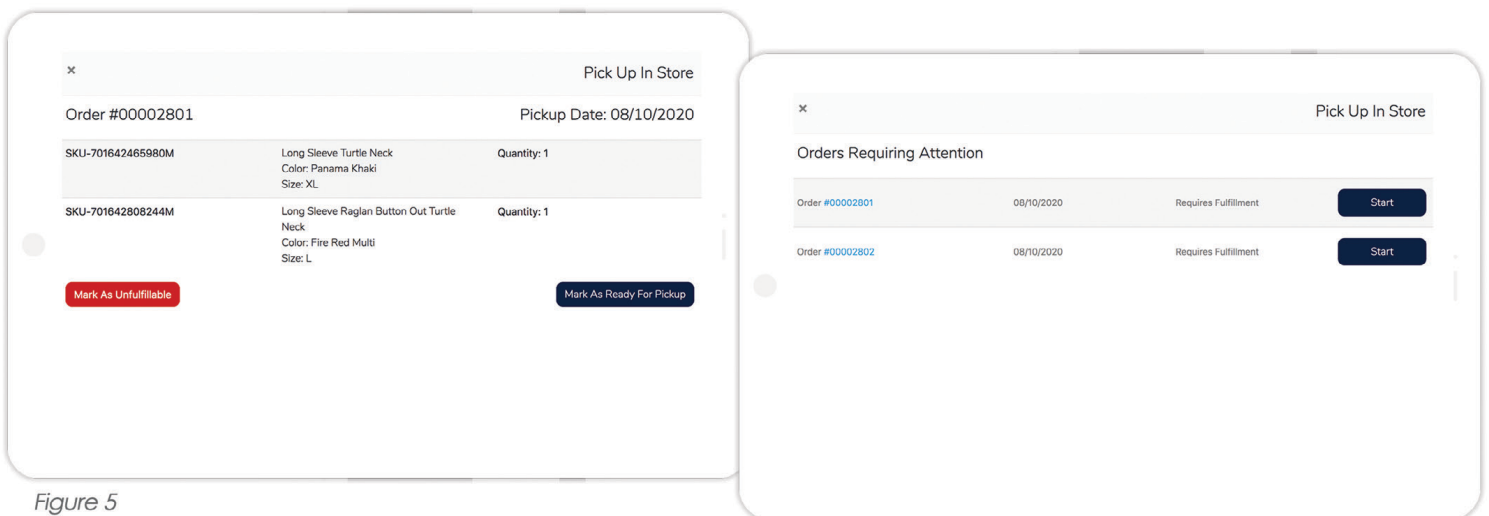 ×
Pick Up In Store
Order #00002801
Pickup Date: 08/10/2020
SKU-701642465980M
Long Sleeve Turtle Neck
Color: Panama Khaki
Size: XL
Quantity: 1
SKU-701642808244M
Long Sleeve Raglan Button Out Turtle
Neck
Color: Fire Red Multi
Size: L
Quantity: 1
Mark As Unfulfillable
Mark As Ready For Pickup
Figure 5
×
Pick Up In Store
Orders Requiring Attention
Order #00002801
08/10/2020
Requires Fulfillment
Start
Order #00002802
08/10/2020
Requires Fulfillment
Start